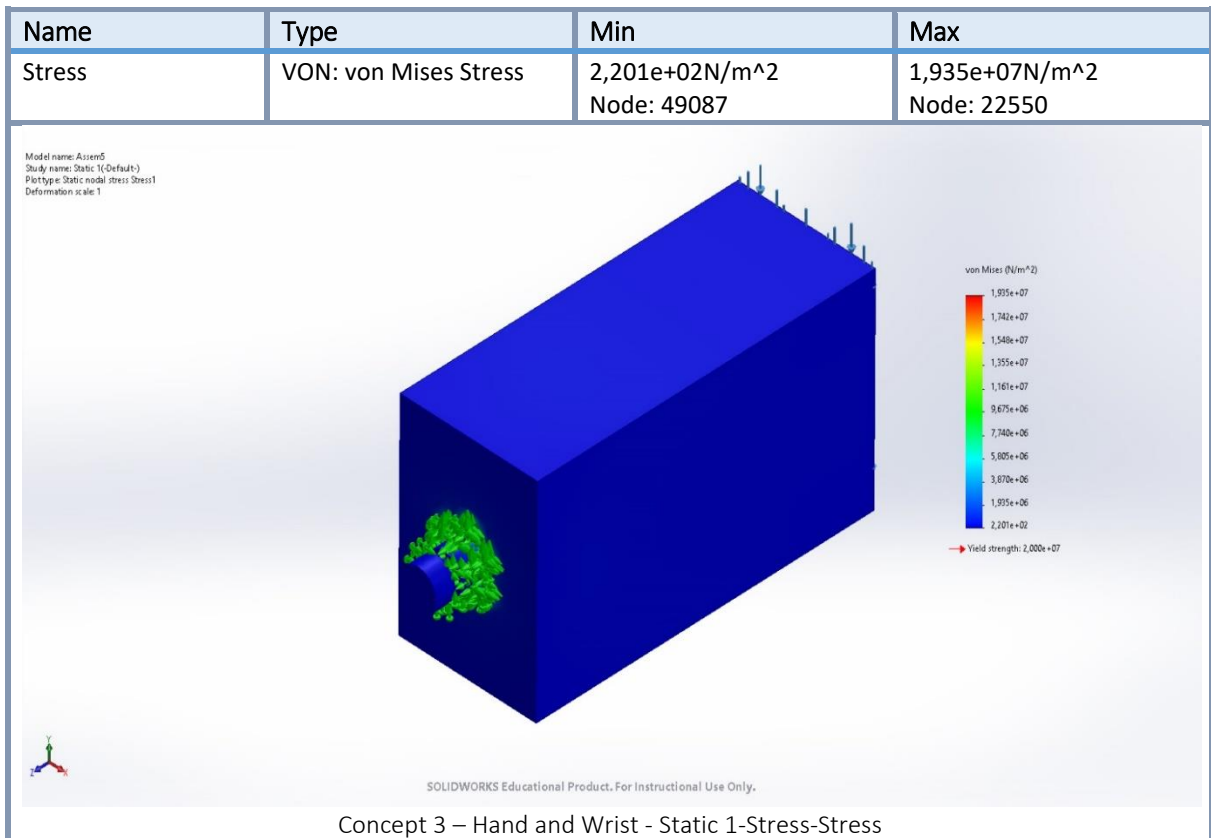 Name Type Min Max
Stress VON: von Mises Stress 2,201e+02N/m^2 1,935e+07N/m^2
Node: 49087 Node: 22550
Model name: Assem5
Study name: Static 1(-Default-)
Plot type: Static nodal stress Stress1
Deformation scale: 1
von Mises (N/m^2)
1,935e+07
1,742e+07
1,548e+07
1,355e+07
1,161e+07
9,675e+06
7,740e+06
5,805e+06
3,870e+06
1,935e+06
2,201e+02
Yield strength: 2,000e+07
Y
Z X
SOLIDWORKS Educational Product. For Instructional Use Only.
Concept 3 – Hand and Wrist - Static 1-Stress-Stress